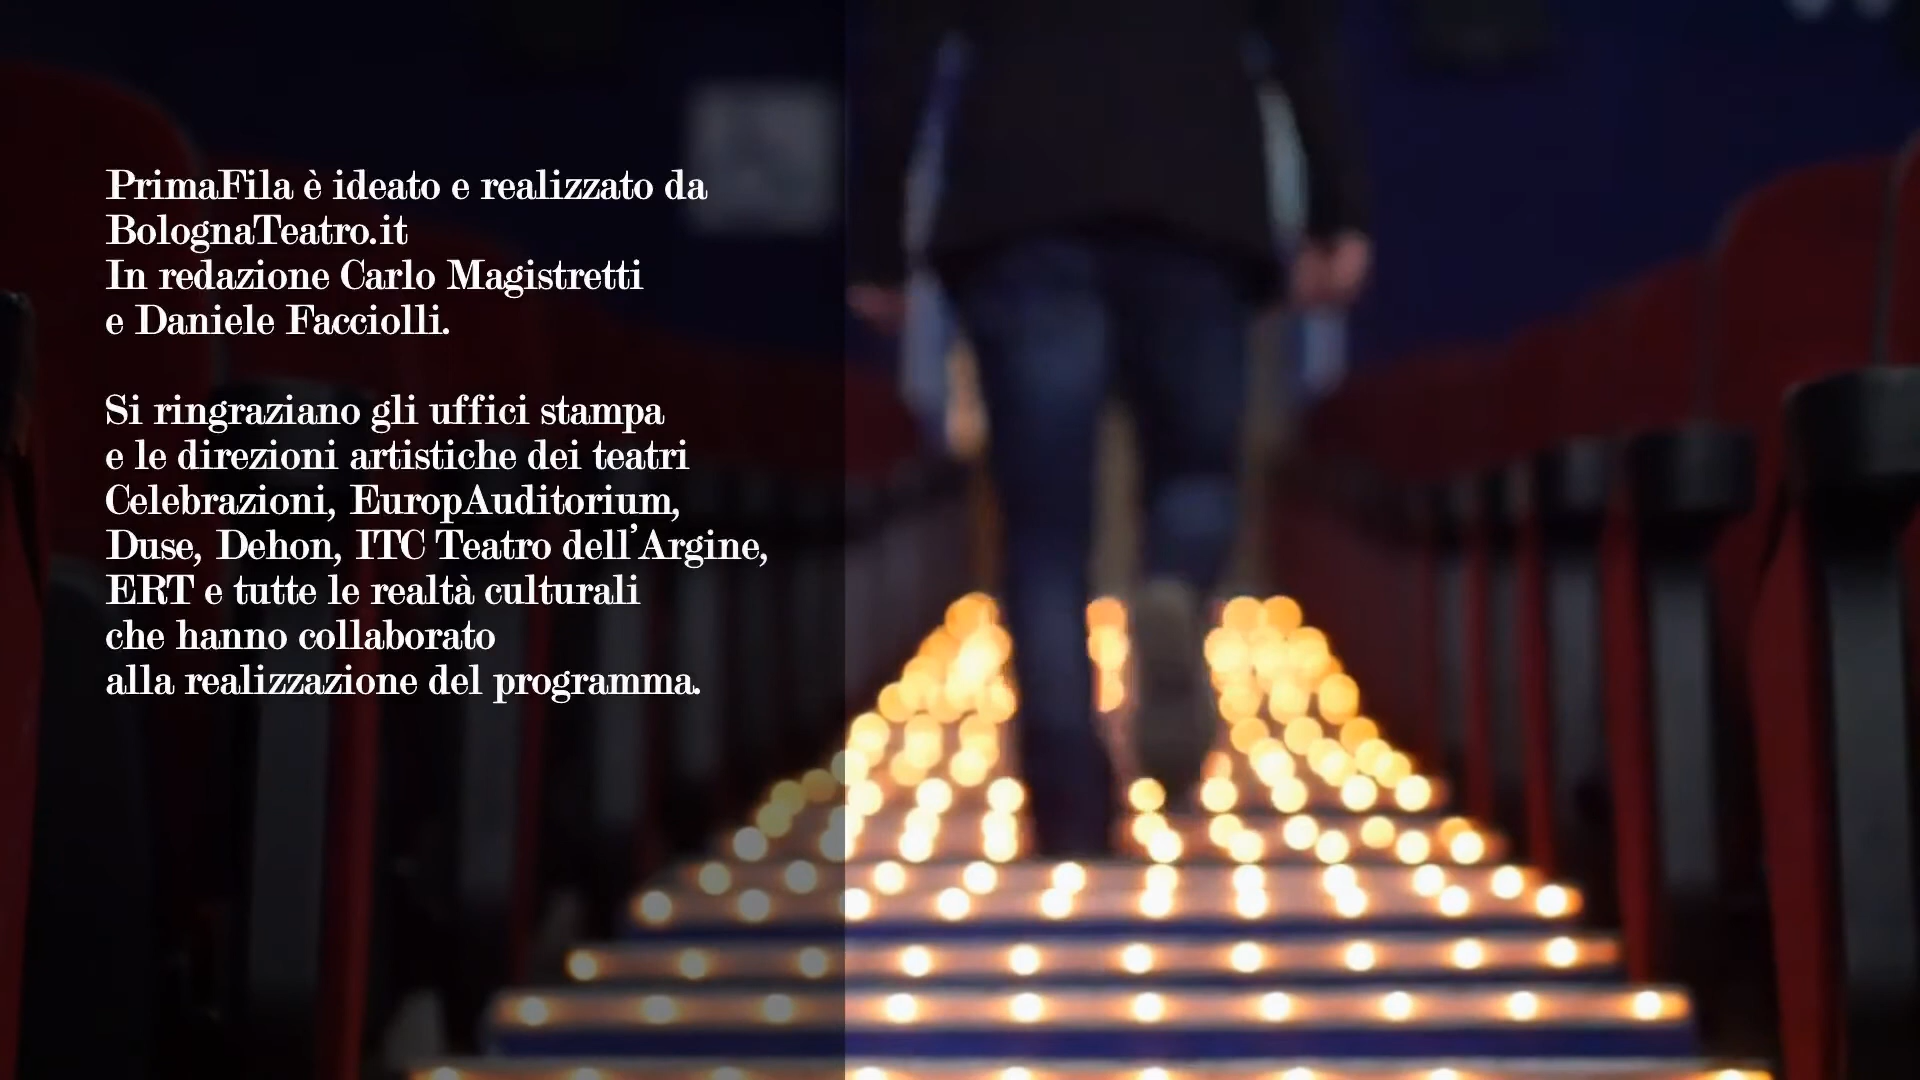 PrimaFila è ideato e realizzato da
BolognaTeatro.it
In redazione Carlo Magistretti
e Daniele Facciolli.
Si ringraziano gli uffici stampa
e le direzioni artistiche dei teatri
Celebrazioni, EuropAuditorium,
Duse, Dehon, ITC Teatro dell'Argine,
ERT e tutte le realtà culturali
che hanno collaborato
alla realizzazione del programma.